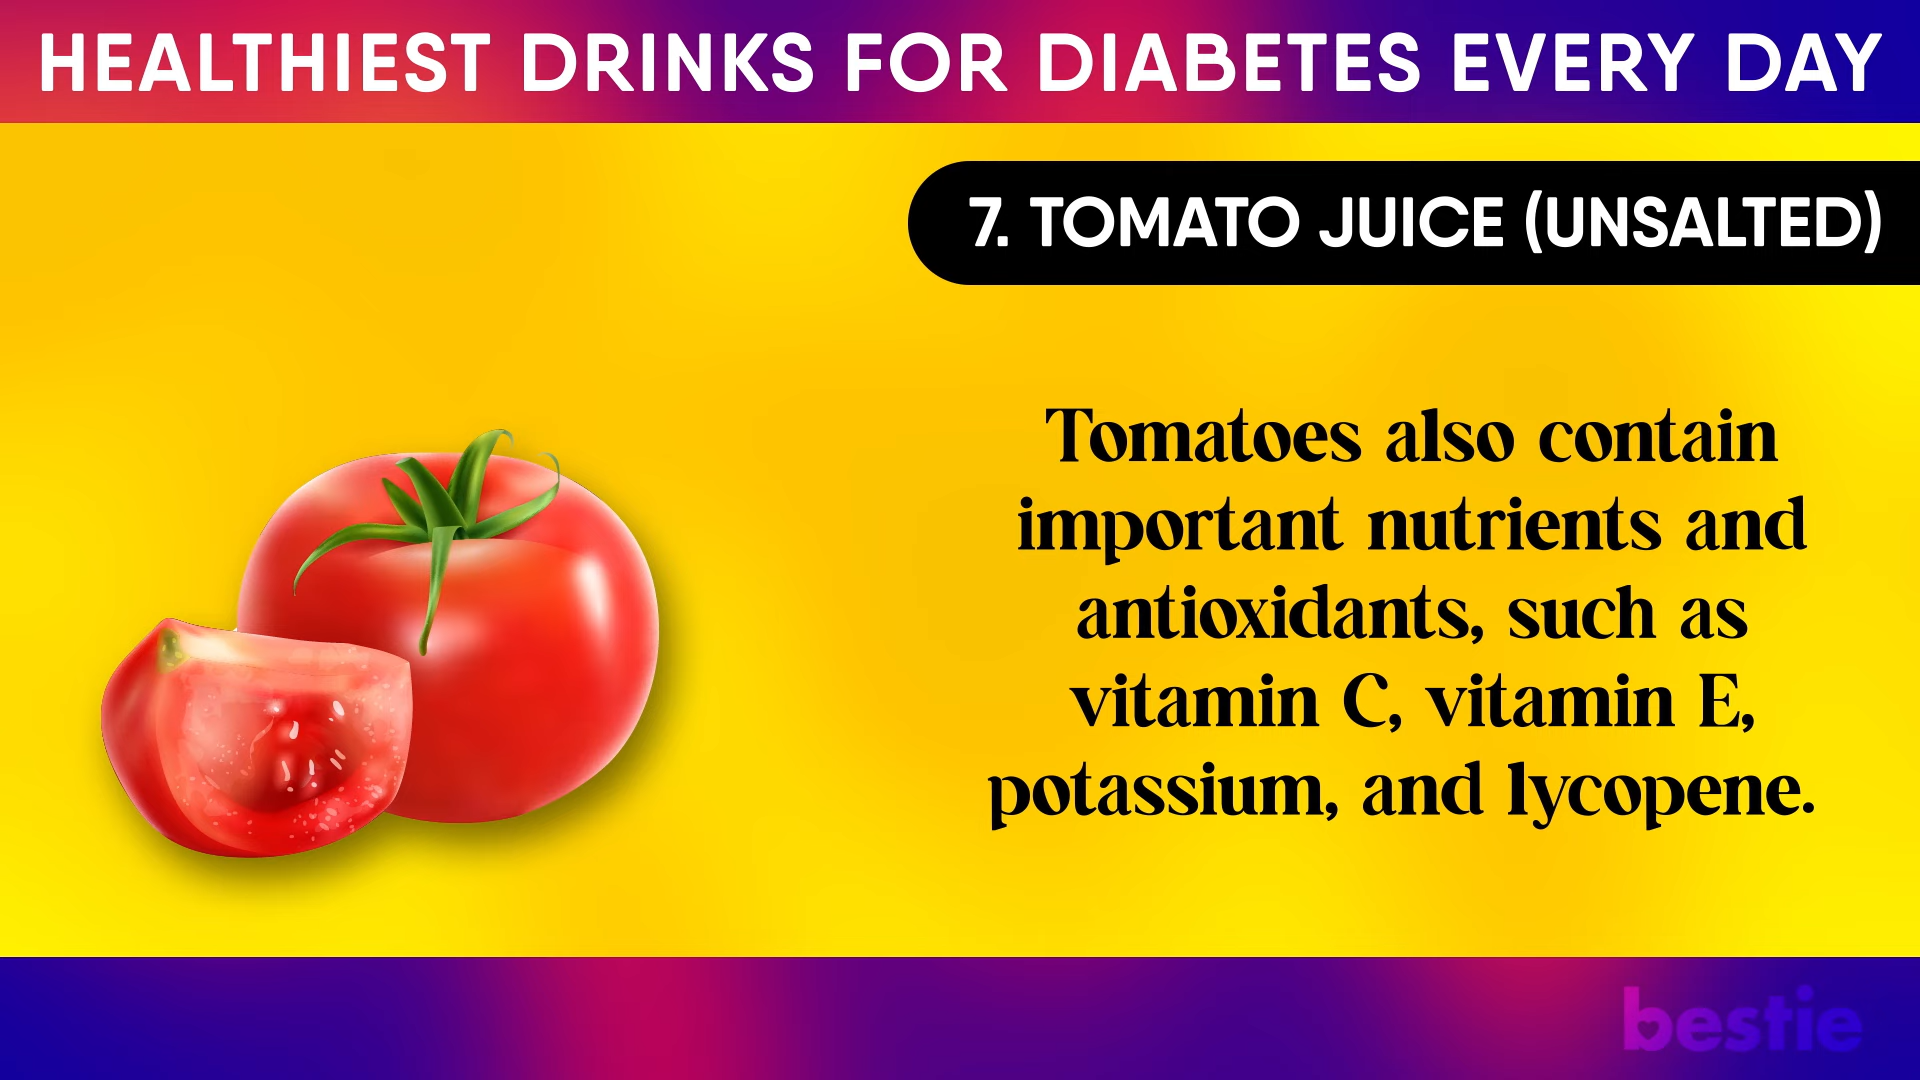 HEALTHIEST DRINKS FOR DIABETES EVERY DAY
7. TOMATO JUICE (UNSALTED)
Tomatoes also contain
important nutrients and
antioxidants, such as
vitamin C, vitamin E,
potassium, and lycopene.
bestie